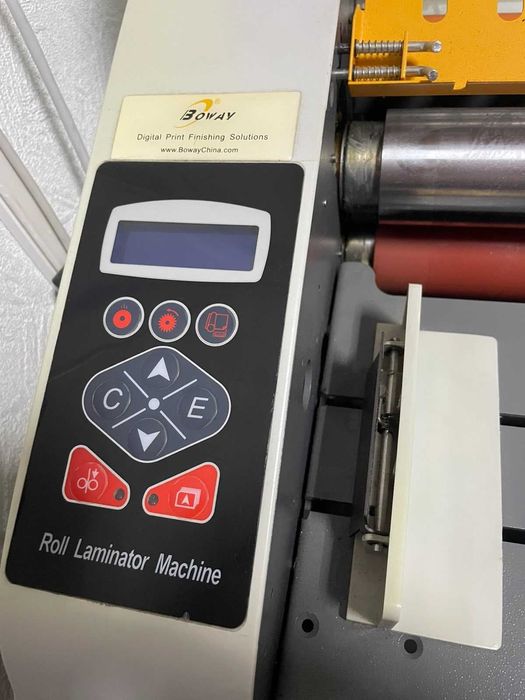 BOWAY
Digital Print Finishing Solutions
www.BowayChina.com
C
E
Roll Laminator Machine